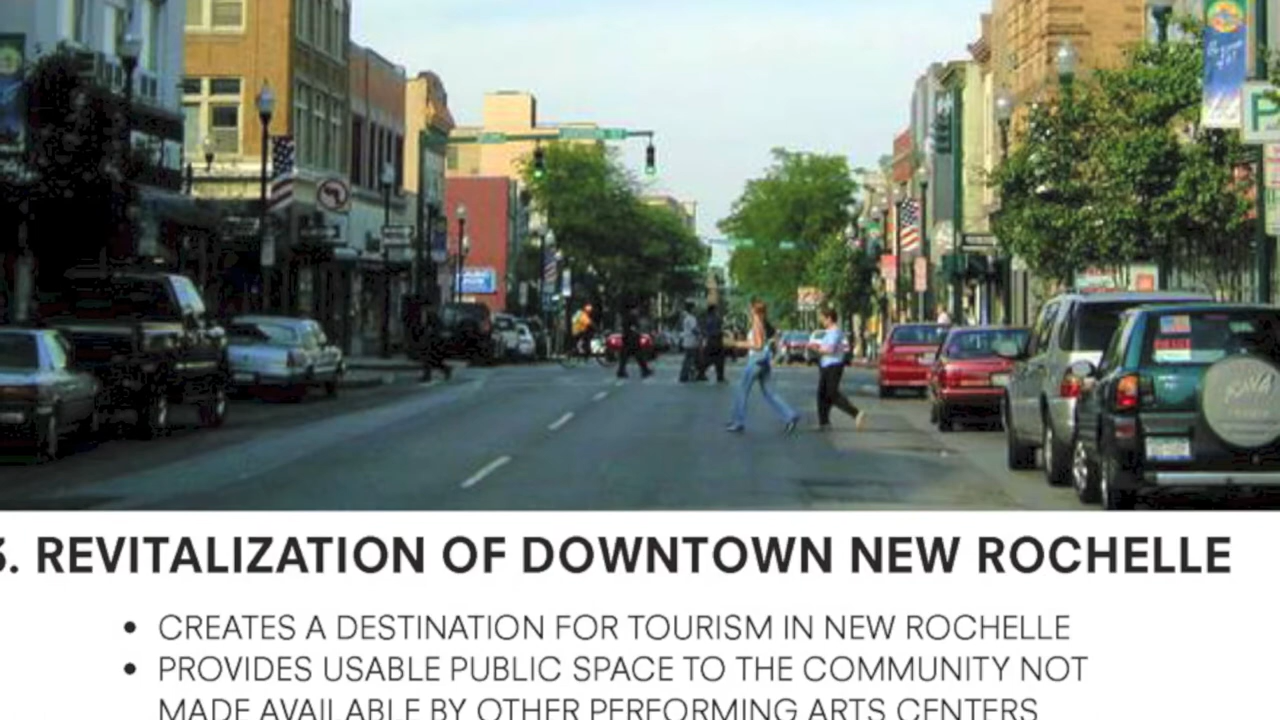 P
RAV4
3. REVITALIZATION OF DOWNTOWN NEW ROCHELLE
• CREATES A DESTINATION FOR TOURISM IN NEW ROCHELLE
• PROVIDES USABLE PUBLIC SPACE TO THE COMMUNITY NOT
MADE AVAILABLE BY OTHER PERFORMING ARTS CENTERS